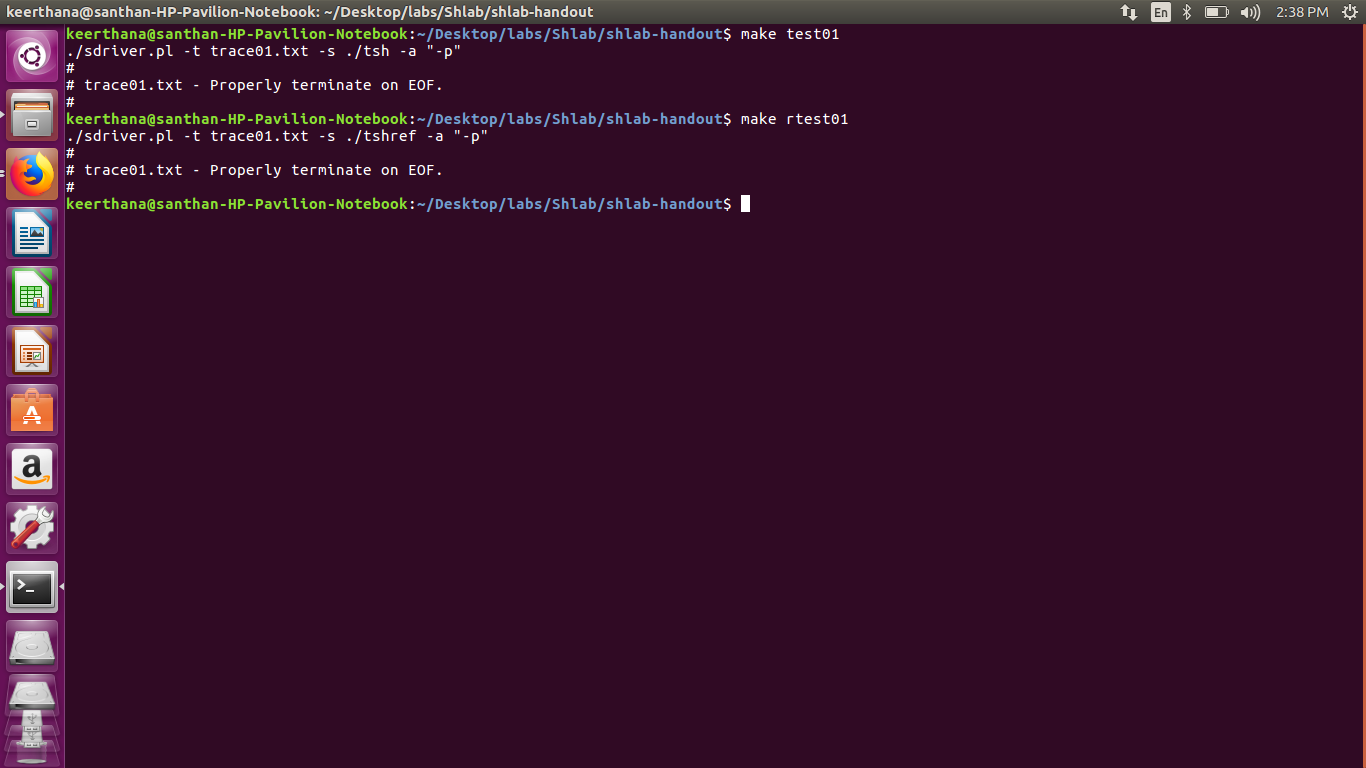 keerthana@santhan-HP-Pavilion-Notebook: ~/Desktop/labs/Shlab/shlab-handout
En
2:38 PM
keerthana@santhan-HP-Pavilion-Notebook:~/Desktop/labs/Shlab/shlab-handout$ make test01
./sdriver.pl -t trace01.txt -s ./tsh -a "-p"
#
# trace01.txt - Properly terminate on EOF.
#
keerthana@santhan-HP-Pavilion-Notebook:~/Desktop/labs/Shlab/shlab-handout$ make rtest01
./sdriver.pl -t trace01.txt -s ./tshref -a "-p"
#
# trace01.txt - Properly terminate on EOF.
#
keerthana@santhan-HP-Pavilion-Notebook:~/Desktop/labs/Shlab/shlab-handout$
A
a
>_